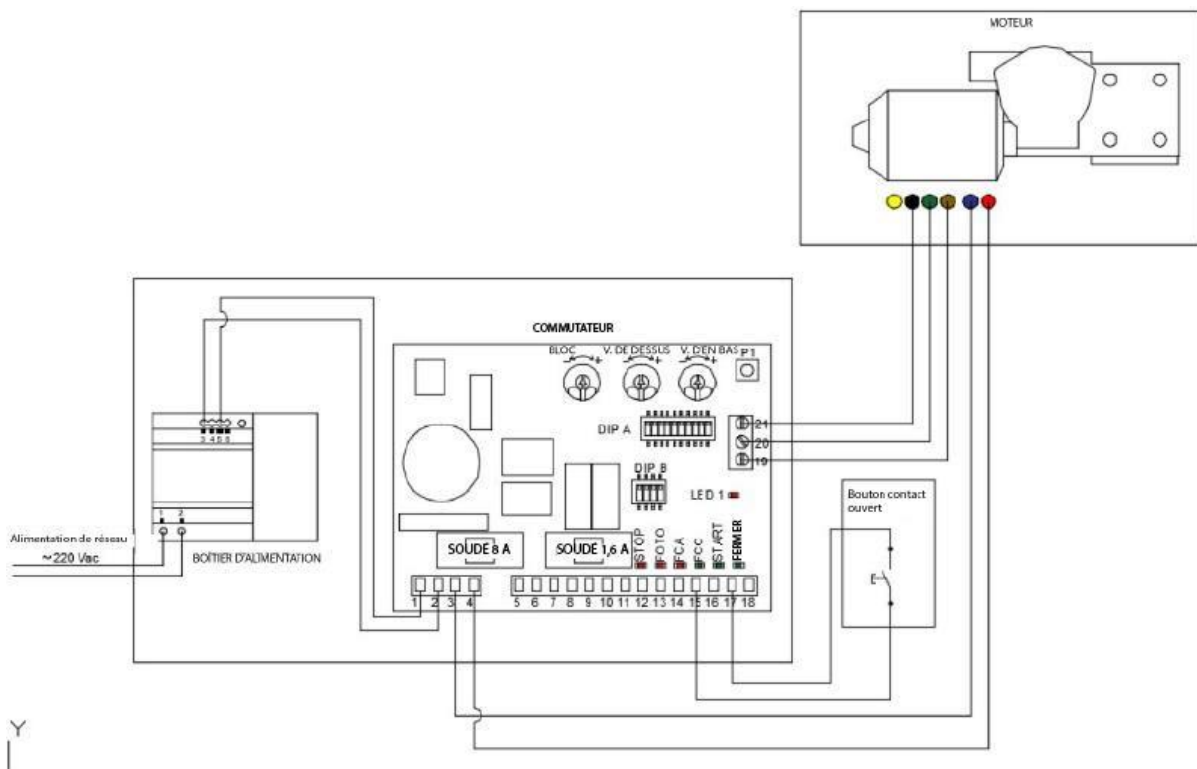 MOTEUR
COMMUTATEUR
BLOC V. DE DESSUS V. D'EN BAS P1
- + - + - +
DIP A
21
20
19
DIP B
LED 1
3 4 5 6
1 2
Alimentation de réseau
~220 Vac
BOÎTIER D'ALIMENTATION
SOUDÉ 8 A
SOUDÉ 1,6 A
STOP
FOTO
FCA
FCC
START
FERMER
1 2 3 4 5 6 7 8 9 10 11 12 13 14 15 16 17 18
Bouton contact
ouvert
Y